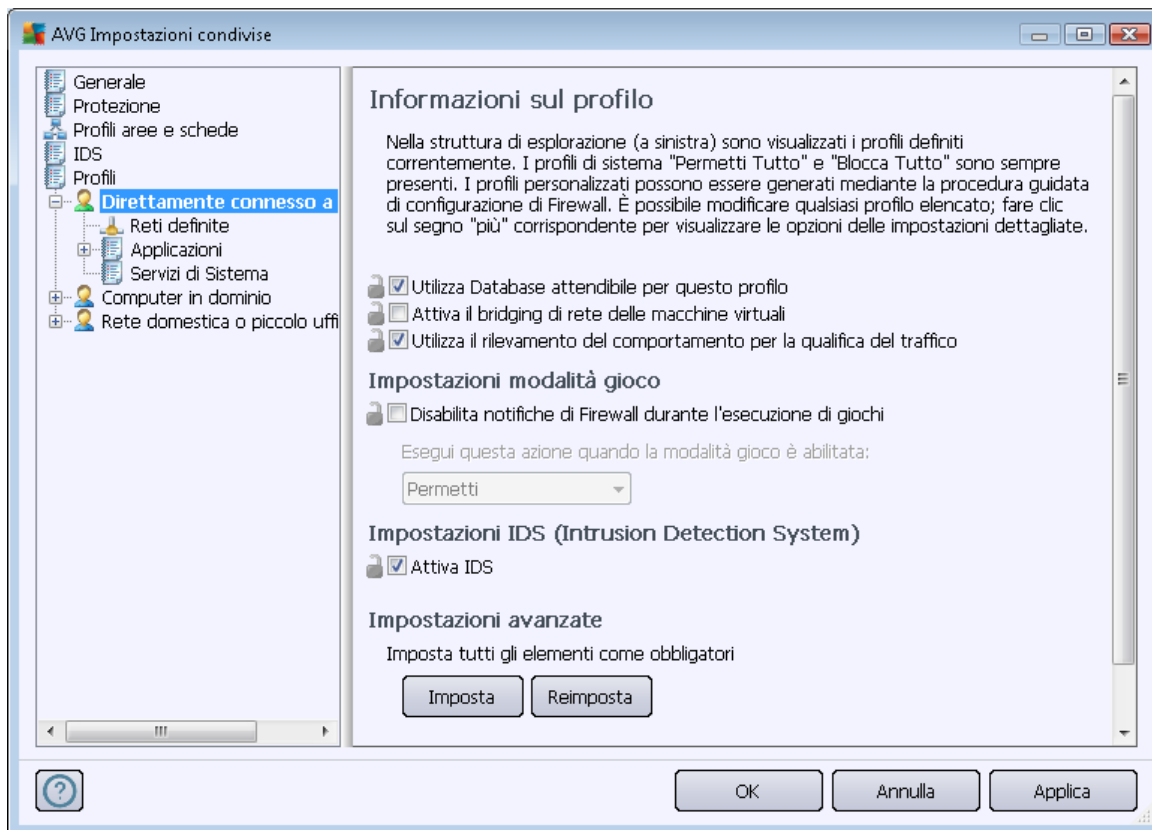 AVG Impostazioni condivise
Generale
Protezione
Profili aree e schede
IDS
Profili
Direttamente connesso a
Reti definite
Applicazioni
Servizi di Sistema
Computer in dominio
Rete domestica o piccolo uffi
Informazioni sul profilo
Nella struttura di esplorazione (a sinistra) sono visualizzati i profili definiti
correntemente. I profili di sistema "Permetti Tutto" e "Blocca Tutto" sono sempre
presenti. I profili personalizzati possono essere generati mediante la procedura guidata
di configurazione di Firewall. È possibile modificare qualsiasi profilo elencato; fare clic
sul segno "più" corrispondente per visualizzare le opzioni delle impostazioni dettagliate.
Utilizza Database attendibile per questo profilo
Attiva il bridging di rete delle macchine virtuali
Utilizza il rilevamento del comportamento per la qualifica del traffico
Impostazioni modalità gioco
Disabilita notifiche di Firewall durante l'esecuzione di giochi
Esegui questa azione quando la modalità gioco è abilitata:
Permetti
Impostazioni IDS (Intrusion Detection System)
Attiva IDS
Impostazioni avanzate
Imposta tutti gli elementi come obbligatori
Imposta Reimposta
? OK Annulla Applica